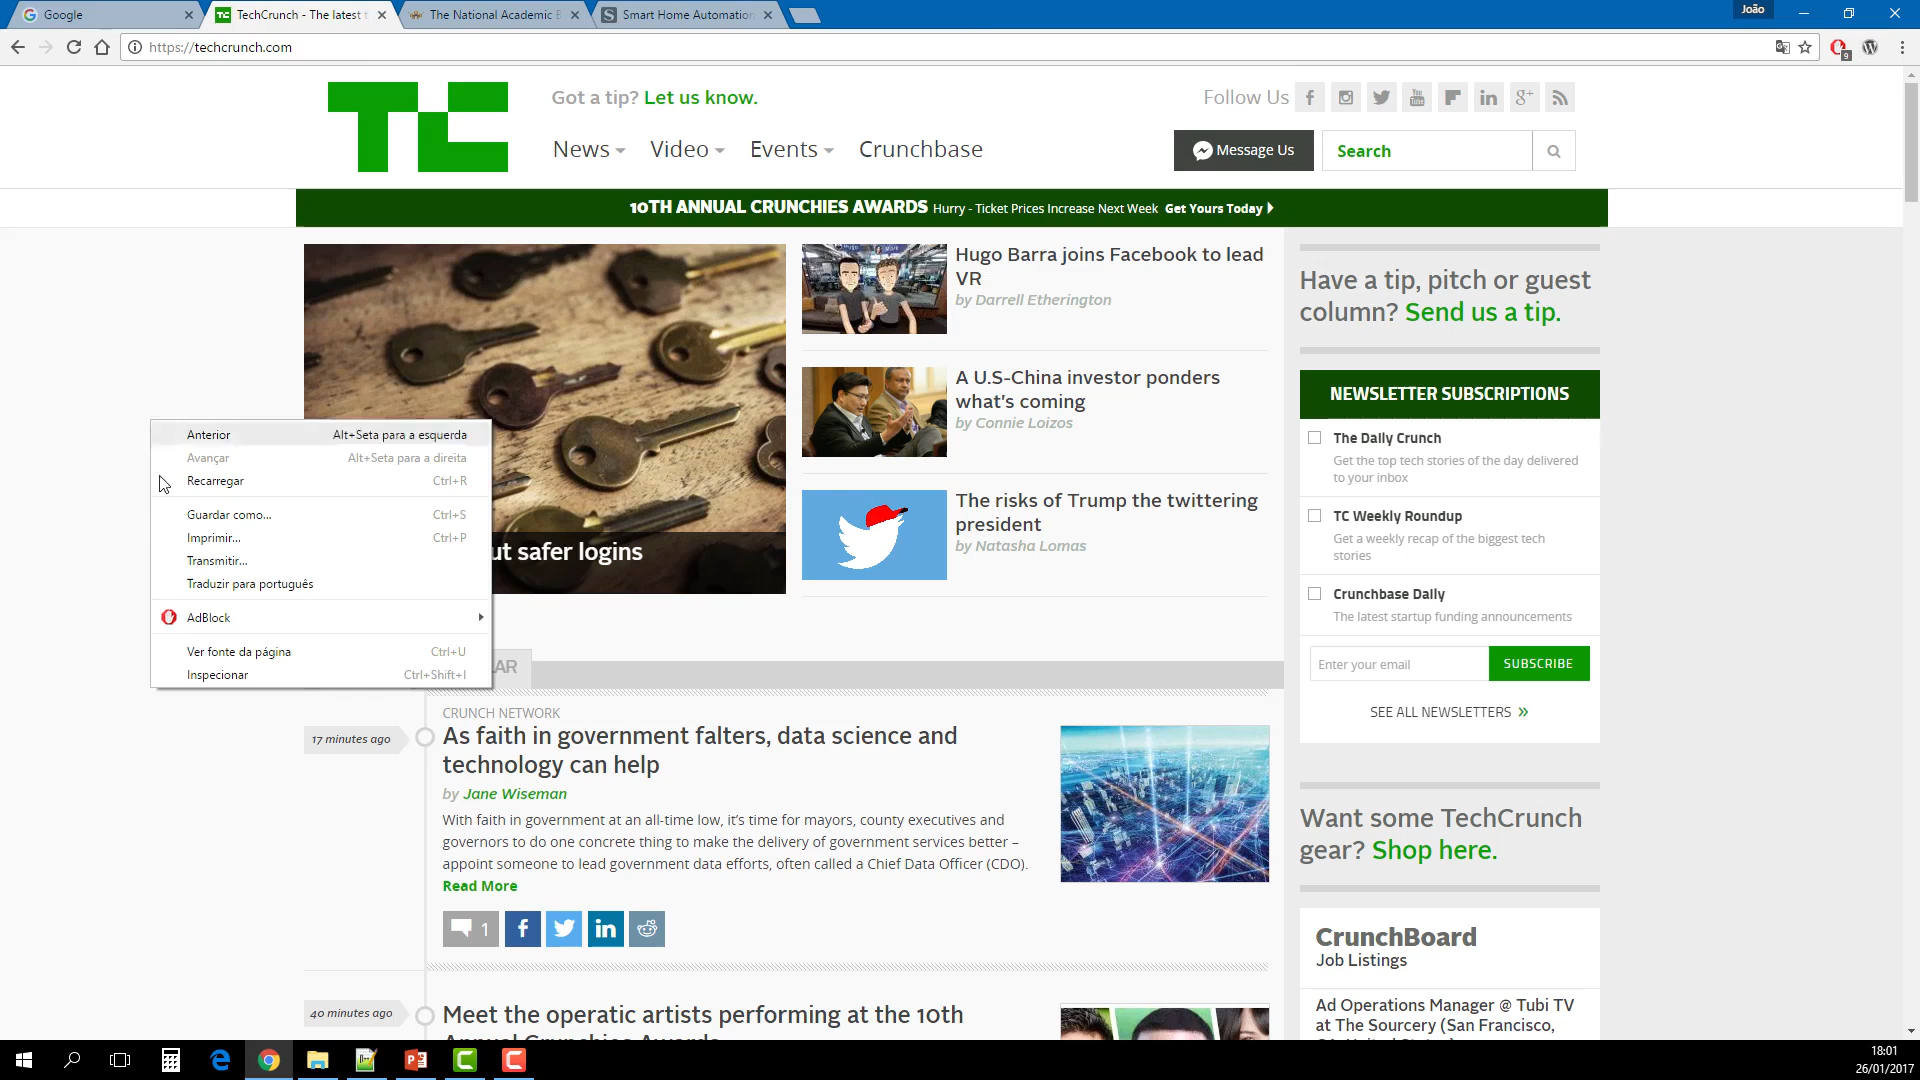 Google
TechCrunch - The latest t
The National Academic B
Smart Home Automation
João
https://techcrunch.com
9
Got a tip? Let us know.
Follow Us
News
Video
Events
Crunchbase
Message Us
Search
10TH ANNUAL CRUNCHIES AWARDS Hurry - Ticket Prices Increase Next Week Get Yours Today
Hugo Barra joins Facebook to lead
VR
by Darrell Etherington
A U.S-China investor ponders
what's coming
by Connie Loizos
The risks of Trump the twittering
president
by Natasha Lomas
ut safer logins
Anterior Alt+Seta para a esquerda
Avançar Alt+Seta para a direita
Recarregar Ctrl+R
Guardar como... Ctrl+S
Imprimir... Ctrl+P
Transmitir...
Traduzir para português
AdBlock
Ver fonte da página Ctrl+U
Inspecionar Ctrl+Shift+I
AR
17 minutes ago
CRUNCH NETWORK
As faith in government falters, data science and
technology can help
by Jane Wiseman
With faith in government at an all-time low, it's time for mayors, county executives and
governors to do one concrete thing to make the delivery of government services better –
appoint someone to lead government data efforts, often called a Chief Data Officer (CDO).
Read More
1
40 minutes ago
Meet the operatic artists performing at the 10th
Annual Crunchies Awards
Have a tip, pitch or guest
column? Send us a tip.
NEWSLETTER SUBSCRIPTIONS
The Daily Crunch
Get the top tech stories of the day delivered
to your inbox
TC Weekly Roundup
Get a weekly recap of the biggest tech
stories
Crunchbase Daily
The latest startup funding announcements
Enter your email
SUBSCRIBE
SEE ALL NEWSLETTERS »
Want some TechCrunch
gear? Shop here.
CrunchBoard
Job Listings
Ad Operations Manager @ Tubi TV
at The Sourcery (San Francisco,
CA, United States)
18:01
26/01/2017